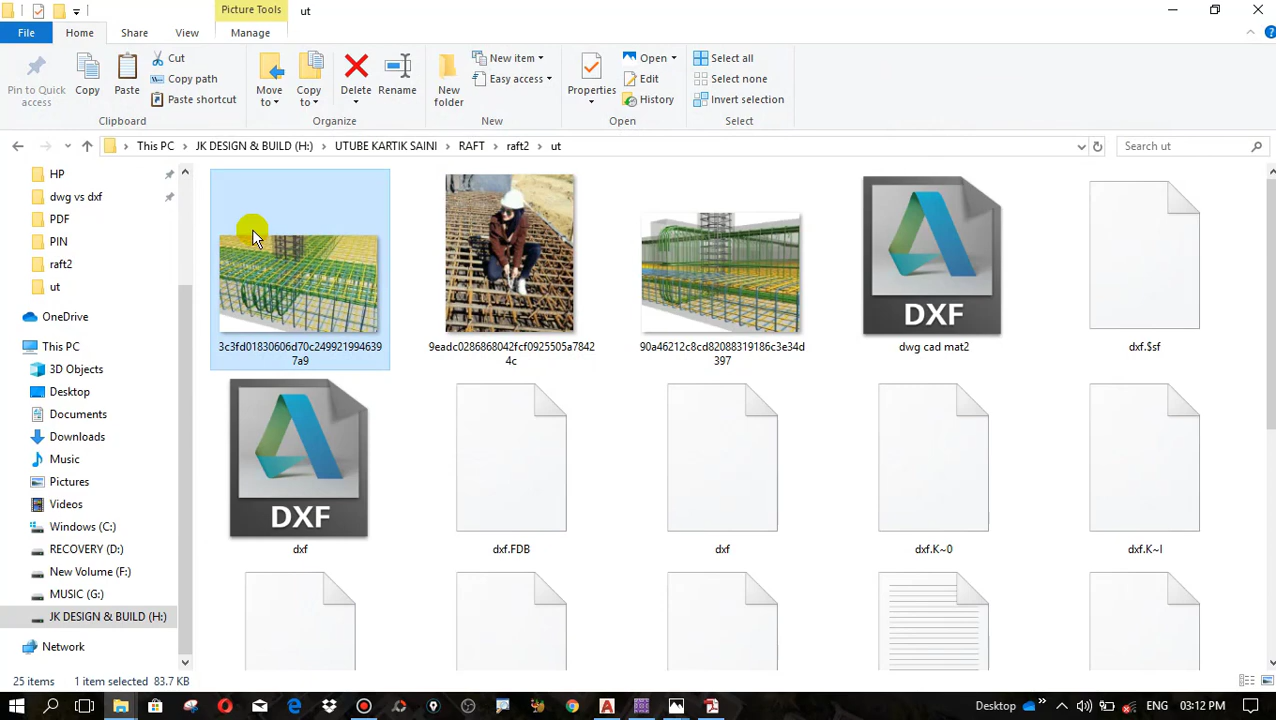 Picture Tools
ut
File
Home
Share
View
Manage
Pin to Quick access
Copy
Paste
Cut
Copy path
Paste shortcut
Clipboard
Move to
Copy to
Delete
Rename
Organize
New folder
New item
Easy access
New
Properties
Open
Edit
History
Open
Select all
Select none
Invert selection
Select
This PC
JK DESIGN & BUILD (H:)
UTUBE KARTIK SAINI
RAFT
raft2
ut
Search ut
HP
dwg vs dxf
PDF
PIN
raft2
ut
OneDrive
This PC
3D Objects
Desktop
Documents
Downloads
Music
Pictures
Videos
Windows (C:)
RECOVERY (D:)
New Volume (F:)
MUSIC (G:)
JK DESIGN & BUILD (H:)
Network
3c3fd01830606d70c249921994639
7a9
9eadc0286868042fcf0925505a7842
4c
90a46212c8cd82088319186c3e34d
397
DXF
dwg cad mat2
dxf.$sf
DXF
dxf
dxf.FDB
dxf
dxf.K~0
dxf.K~I
25 items
1 item selected 83.7 KB
Desktop
ENG
03:12 PM